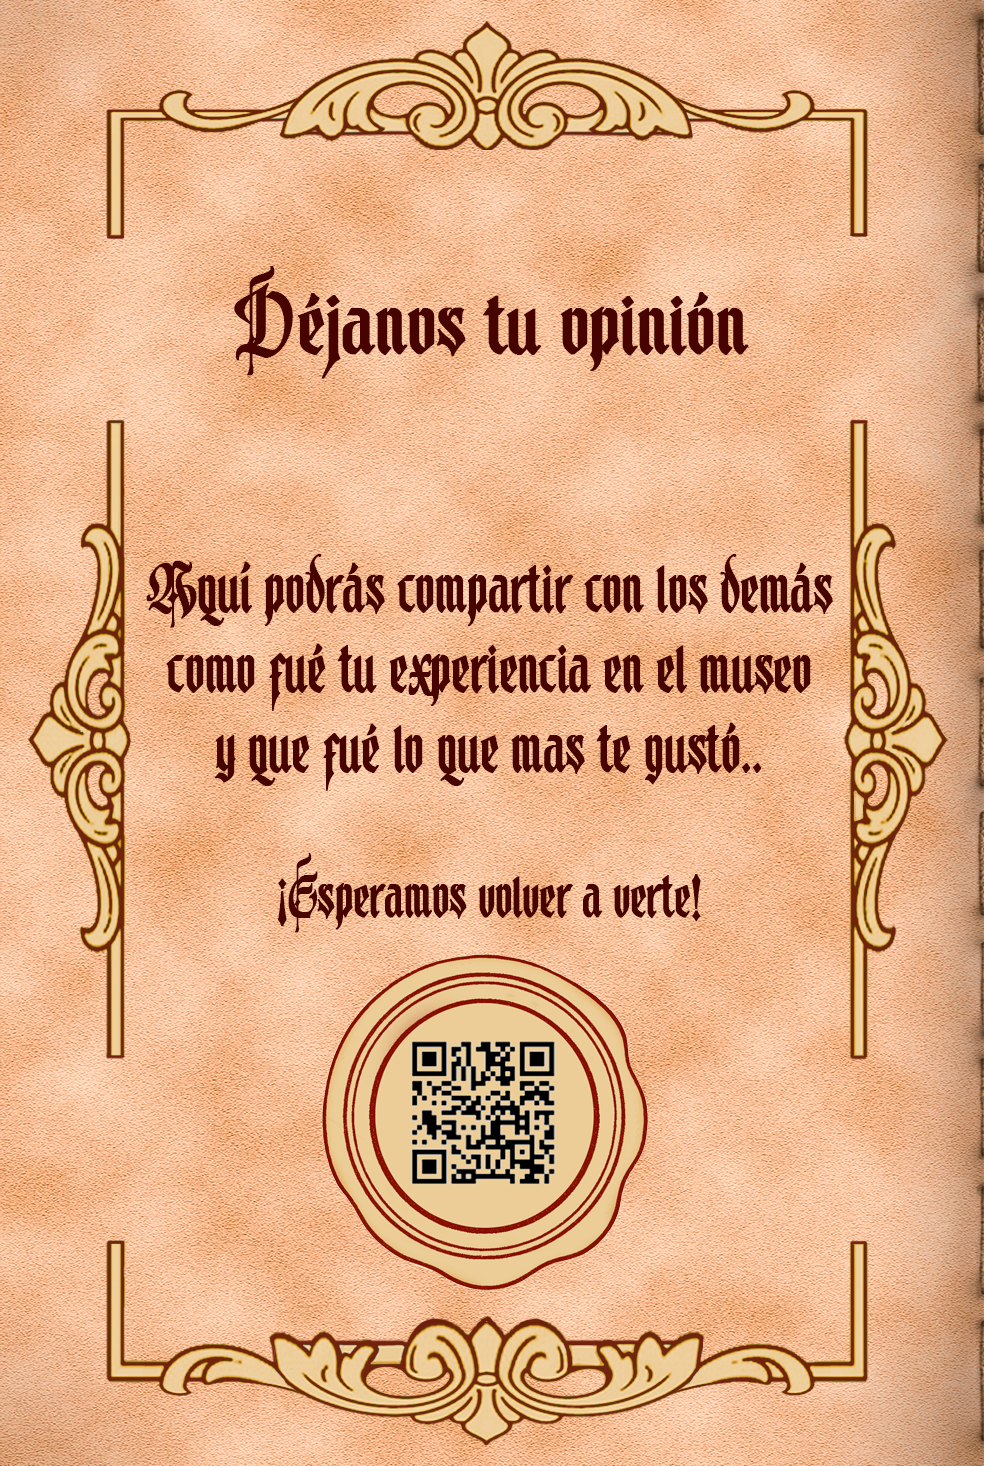 Déjanos tu opinión
Aquí podrás compartir con los demás
como fué tu experiencia en el museo
y que fué lo que mas te gustó..
¡Esperamos volver a verte!